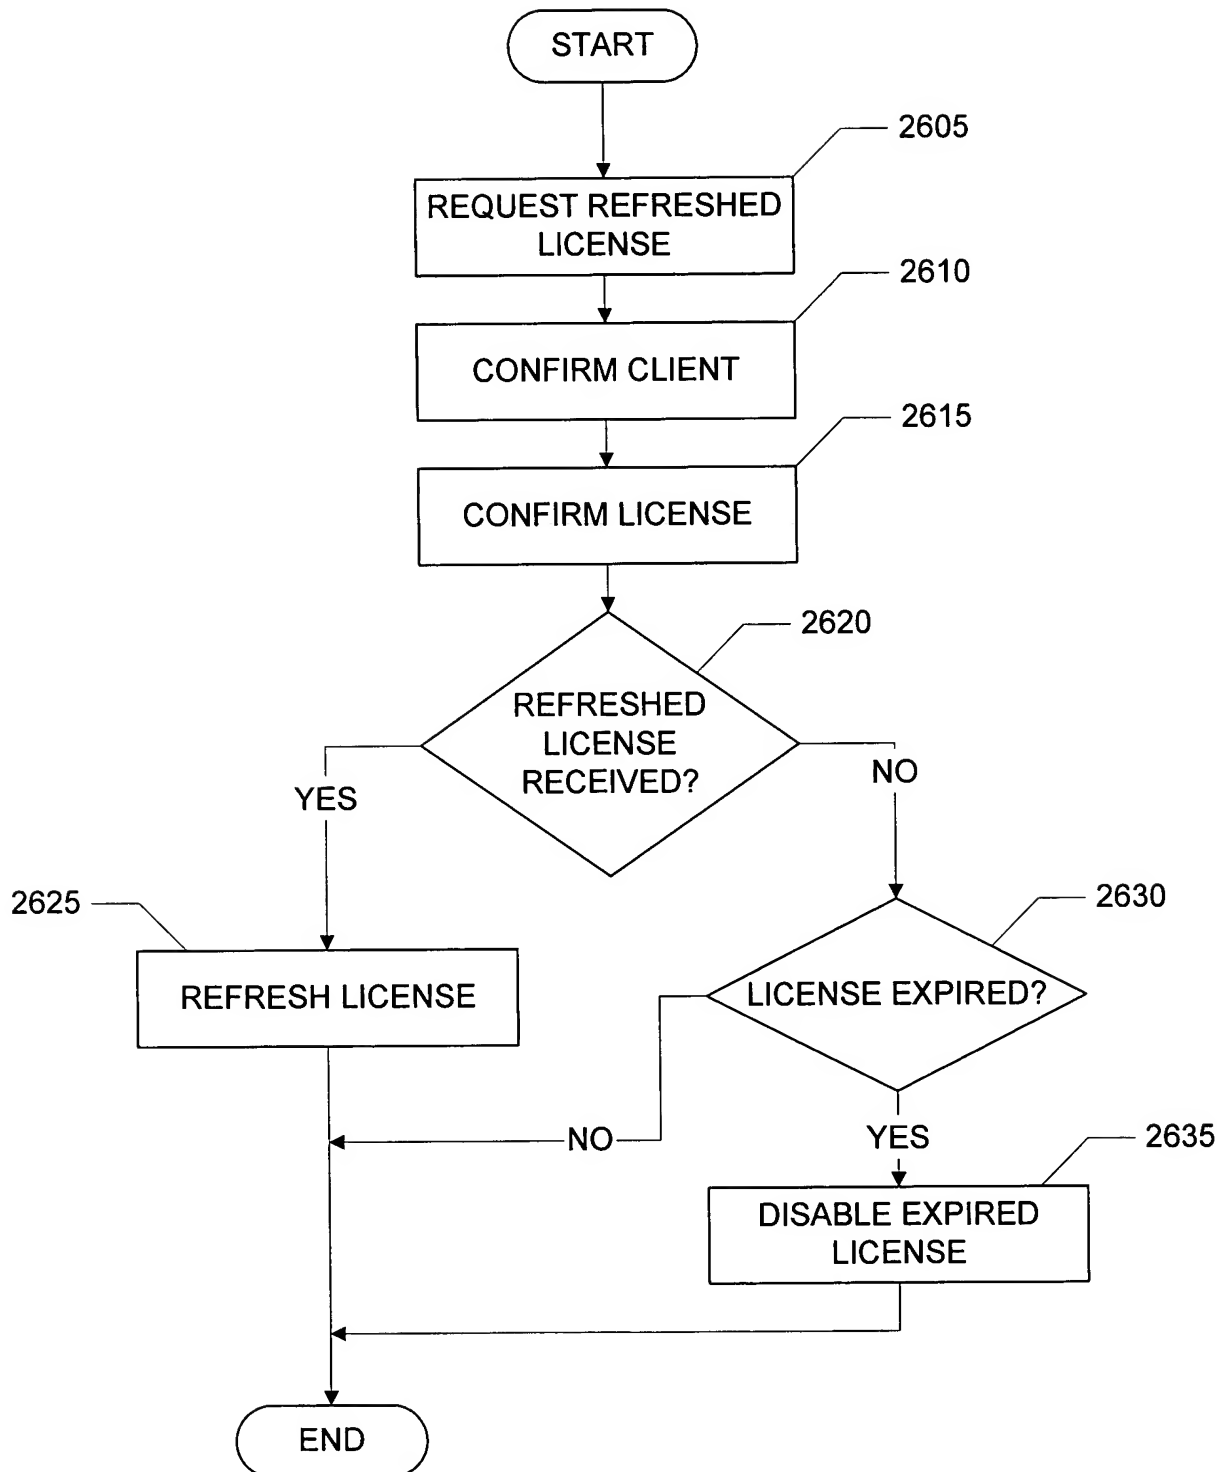 START
2605
REQUEST REFRESHED
LICENSE
2610
CONFIRM CLIENT
2615
CONFIRM LICENSE
2620
REFRESHED
LICENSE
RECEIVED?
YES
NO
2625
REFRESH LICENSE
2630
LICENSE EXPIRED?
NO
YES
2635
DISABLE EXPIRED
LICENSE
END